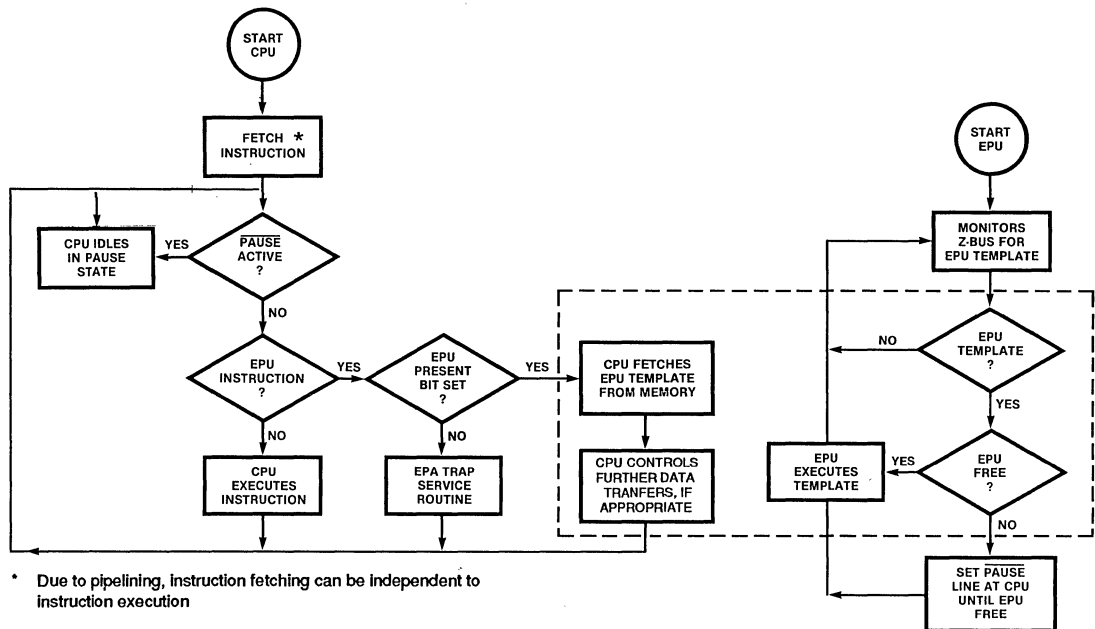 START
CPU
FETCH *
INSTRUCTION
CPU IDLES
IN PAUSE
STATE
YES
PAUSE
ACTIVE
?
NO
EPU
INSTRUCTION
?
YES
EPU
PRESENT
BIT SET
?
YES
NO
CPU
EXECUTES
INSTRUCTION
NO
EPA TRAP
SERVICE
ROUTINE
CPU FETCHES
EPU TEMPLATE
FROM MEMORY
CPU CONTROLS
FURTHER DATA
TRANFERS, IF
APPROPRIATE
START
EPU
MONITORS
Z-BUS FOR
EPU TEMPLATE
EPU
TEMPLATE
?
NO
YES
EPU
FREE
?
YES
EPU
EXECUTES
TEMPLATE
NO
SET PAUSE
LINE AT CPU
UNTIL EPU
FREE
* Due to pipelining, instruction fetching can be independent to
instruction execution